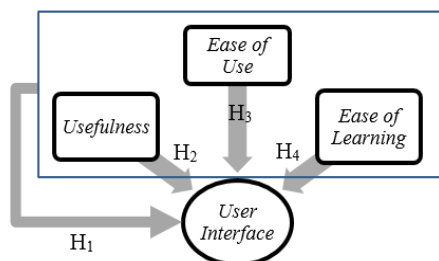 Ease of
Use
Usefulness
H3
Ease of
Learning
H2
H4
User
Interface
H1